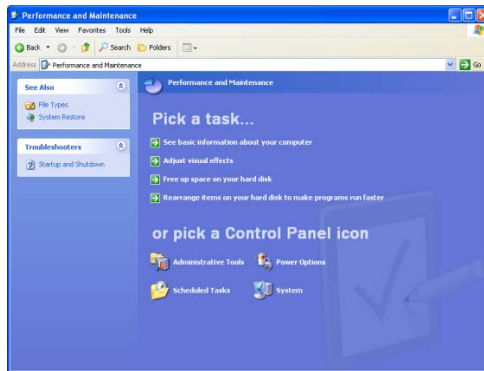 Performance and Maintenance
File Edit View Favorites Tools Help
Back Search Folders
Address Performance and Maintenance Go
See Also
File Types
System Restore
Troubleshooters
Startup and Shutdown
Performance and Maintenance
Pick a task...
See basic information about your computer
Adjust visual effects
Free up space on your hard disk
Rearrange items on your hard disk to make programs run faster
or pick a Control Panel icon
Administrative Tools Power Options
Scheduled Tasks System